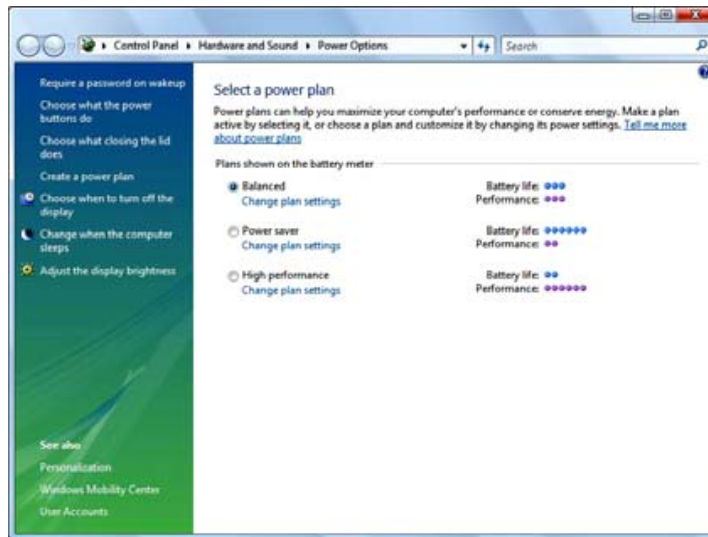 Control Panel ▸ Hardware and Sound ▸ Power Options
Search
Require a password on wakeup
Choose what the power
buttons do
Choose what closing the lid
does
Create a power plan
Choose when to turn off the
display
Change when the computer
sleeps
Adjust the display brightness
See also
Personalization
Windows Mobility Center
User Accounts
Select a power plan
Power plans can help you maximize your computer's performance or conserve energy. Make a plan
active by selecting it, or choose a plan and customize it by changing its power settings. Tell me more
about power plans
Plans shown on the battery meter
Balanced Battery life:
Change plan settings Performance:
Power saver Battery life:
Change plan settings Performance:
High performance Battery life:
Change plan settings Performance: